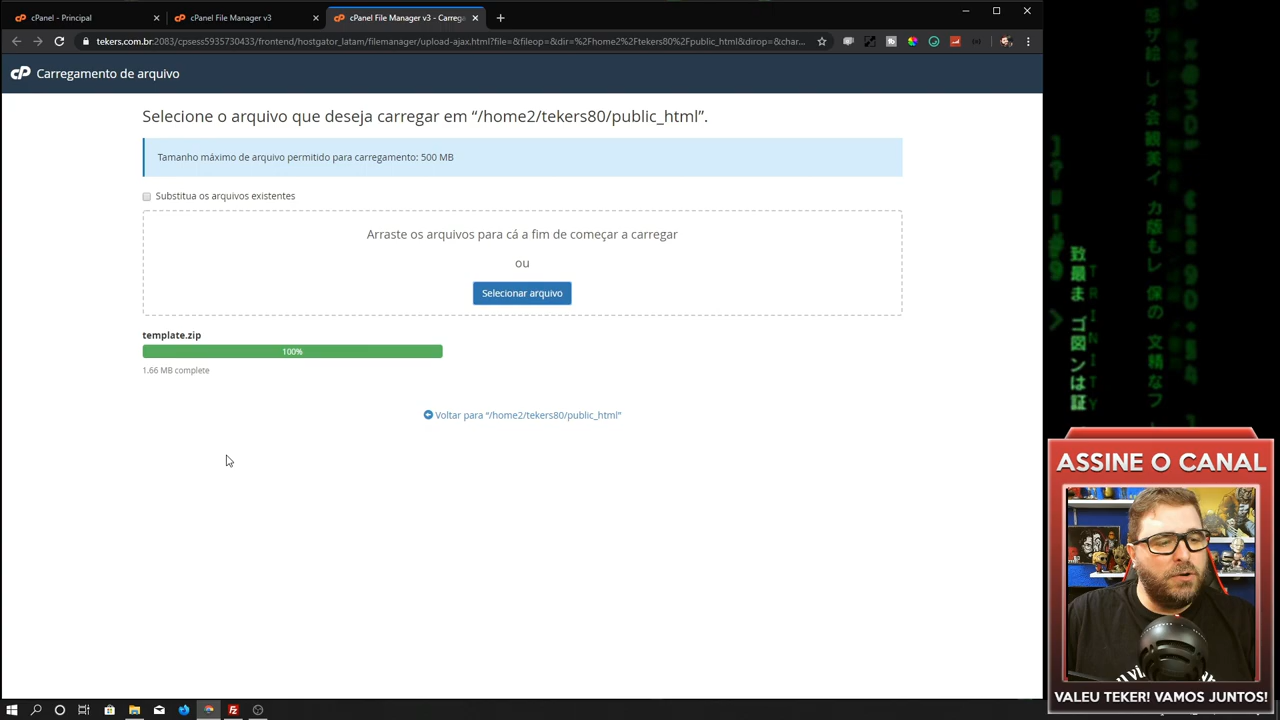 cPanel - Principal
cPanel File Manager v3
cPanel File Manager v3 - Carrega
tekers.com.br:2083/cpsess5935730433/frontend/hostgator_latam/filemanager/upload-ajax.html?file=&fileop=&dir=%2Fhome2%2Ftekers80%2Fpublic_html&dirop=&char...
cP Carregamento de arquivo
Selecione o arquivo que deseja carregar em “/home2/tekers80/public_html”.
Tamanho máximo de arquivo permitido para carregamento: 500 MB
Substitua os arquivos existentes
Arraste os arquivos para cá a fim de começar a carregar
ou
Selecionar arquivo
template.zip
100%
1.66 MB complete
Voltar para “/home2/tekers80/public_html”
TRINITY
ASSINE O CANAL
VALEU TEKER! VAMOS JUNTOS!